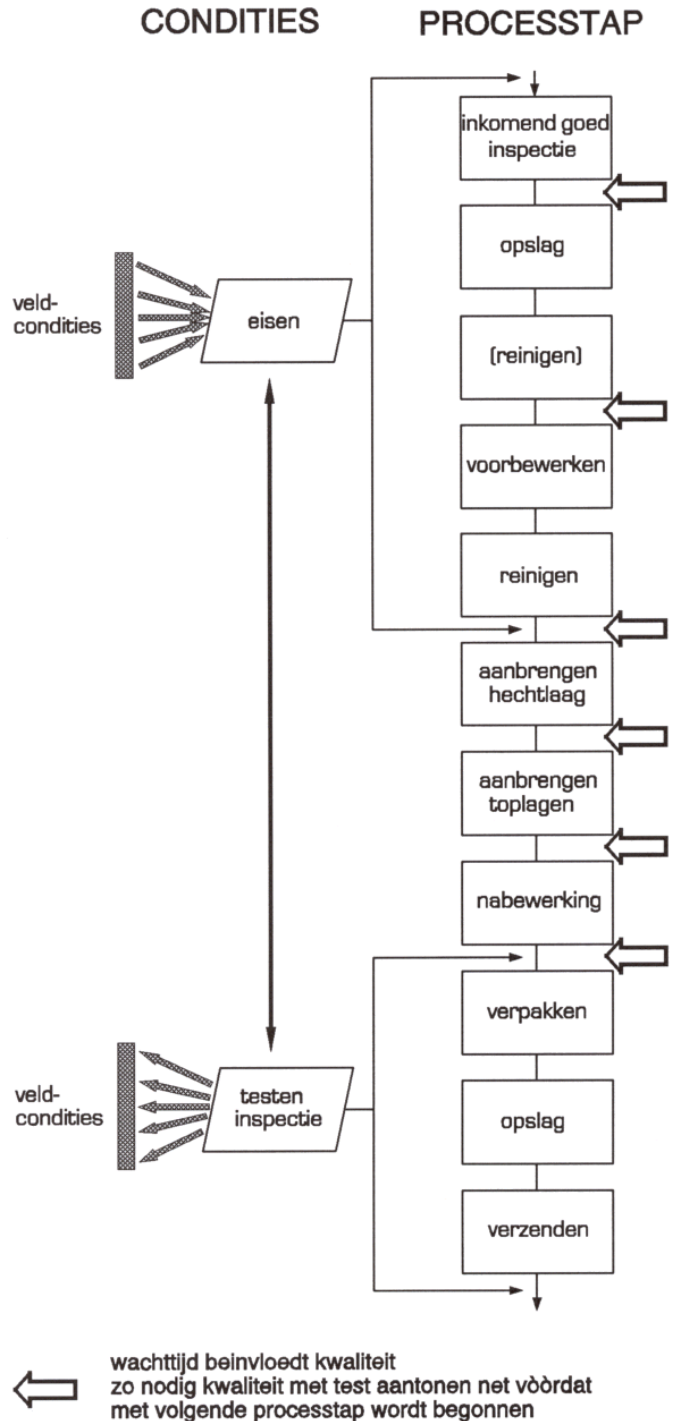 CONDITIES
PROCESSTAP
inkomend goed
inspectie
opslag
veld-
condities
eisen
(reinigen)
voorbewerken
reinigen
aanbrengen
hechtlaag
aanbrengen
toplagen
nabewerking
verpakken
veld-
condities
testen
inspectie
opslag
verzenden
wachttijd beinvloedt kwaliteit
zo nodig kwaliteit met test aantonen net vòòrdat
met volgende processtap wordt begonnen